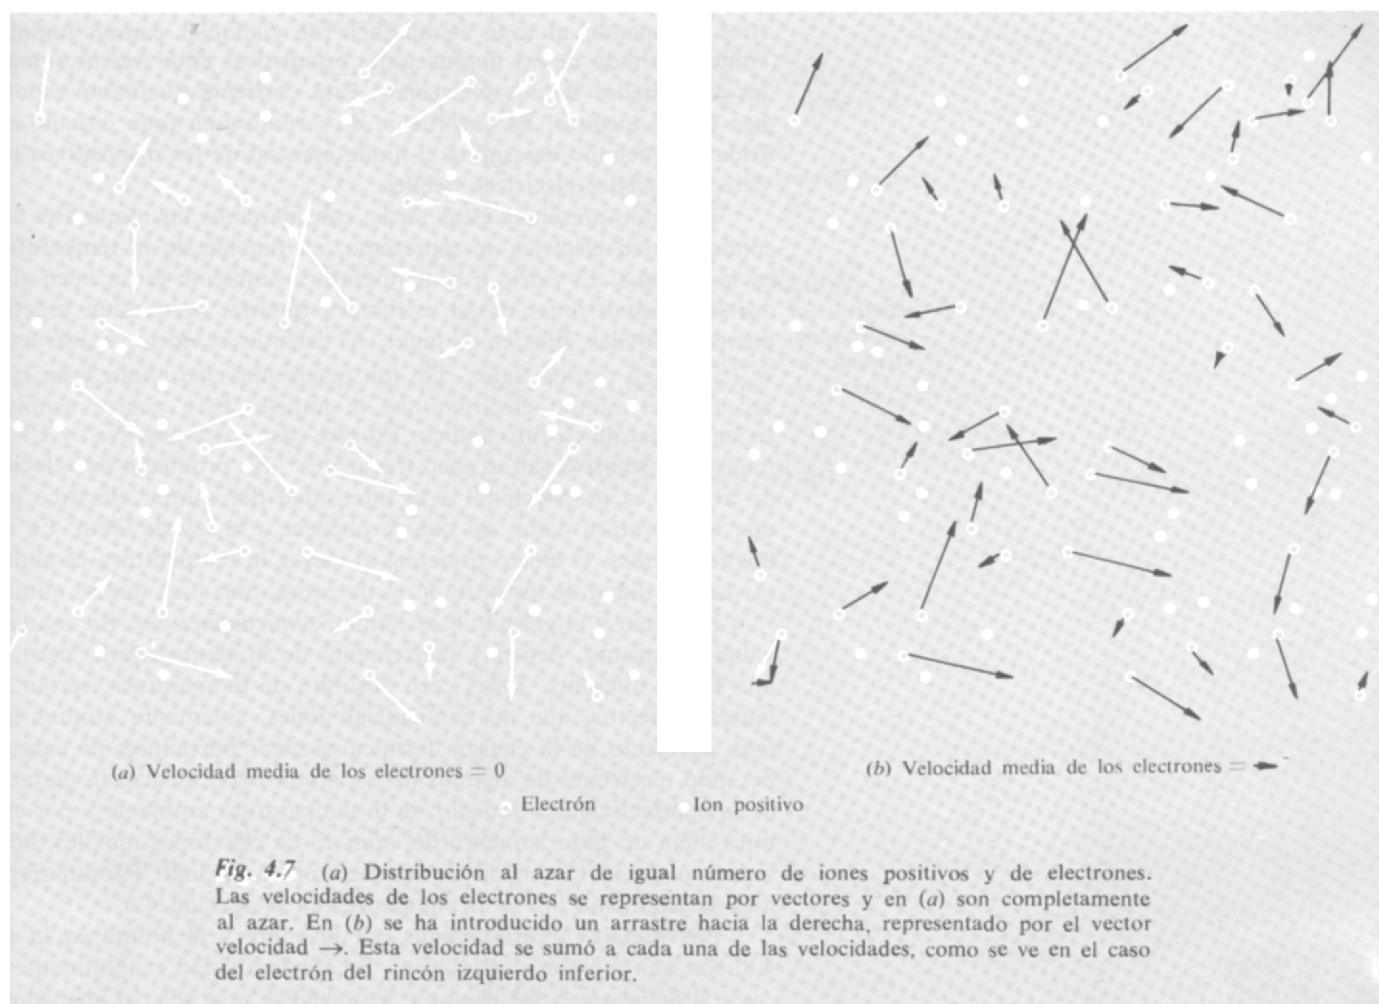 (a) Velocidad media de los electrones = 0
(b) Velocidad media de los electrones =
Electrón
Ion positivo
Fig. 4.7 (a) Distribución al azar de igual número de iones positivos y de electrones.
Las velocidades de los electrones se representan por vectores y en (a) son completamente
al azar. En (b) se ha introducido un arrastre hacia la derecha, representado por el vector
velocidad →. Esta velocidad se sumó a cada una de las velocidades, como se ve en el caso
del electrón del rincón izquierdo inferior.